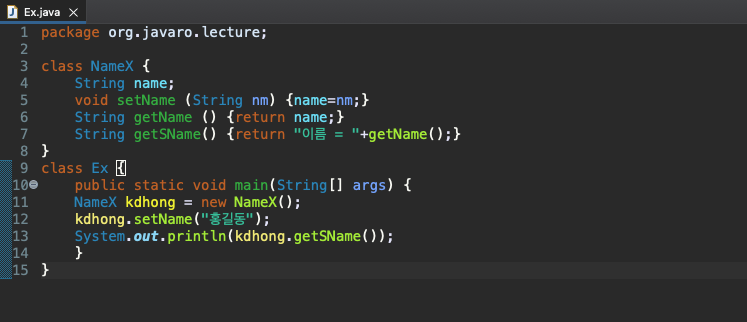 Ex.java
1 package org.javaro.lecture;
2
3 class NameX {
4 String name;
5 void setName (String nm) {name=nm;}
6 String getName () {return name;}
7 String getSName() {return "이름 = "+getName();}
8 }
9 class Ex {
10 public static void main(String[] args) {
11 NameX kdhong = new NameX();
12 kdhong.setName("홍길동");
13 System.out.println(kdhong.getSName());
14 }
15 }